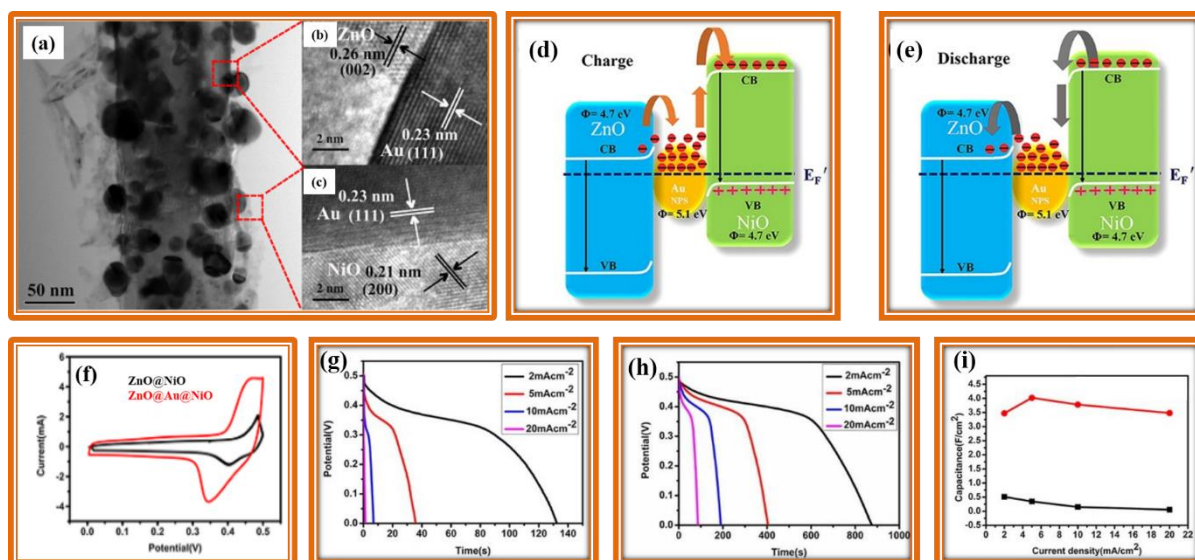 (a)
50 nm
(b)
ZnO
0.26 nm
(002)
0.23 nm
Au (111)
2 nm
(c)
0.23 nm
Au (111)
NiO
0.21 nm
(200)
2 nm
(d)
Charge
Φ= 4.7 eV
ZnO
CB
VB
Au
NPS
Φ= 5.1 eV
CB
VB
NiO
Φ= 4.7 eV
E_F'
(e)
Discharge
Φ= 4.7 eV
ZnO
CB
VB
Au
NPS
Φ= 5.1 eV
CB
VB
NiO
Φ= 4.7 eV
E_F'
(f)
ZnO@NiO
ZnO@Au@NiO
Current(mA)
6
4
2
0
-2
-4
0.0 0.1 0.2 0.3 0.4 0.5
Potential(V)
(g)
2mAcm⁻²
5mAcm⁻²
10mAcm⁻²
20mAcm⁻²
Potential(V)
0.5
0.4
0.3
0.2
0.1
0.0
0 20 40 60 80 100 120 140
Time(s)
(h)
2mAcm⁻²
5mAcm⁻²
10mAcm⁻²
20mAcm⁻²
Potential(V)
0.5
0.4
0.3
0.2
0.1
0.0
0 200 400 600 800 1000
Time(s)
(i)
Capacitance(F/cm²)
5.0
4.5
4.0
3.5
3.0
2.5
2.0
1.5
1.0
0.5
0.0
0 2 4 6 8 10 12 14 16 18 20 22
Current density(mA/cm²)